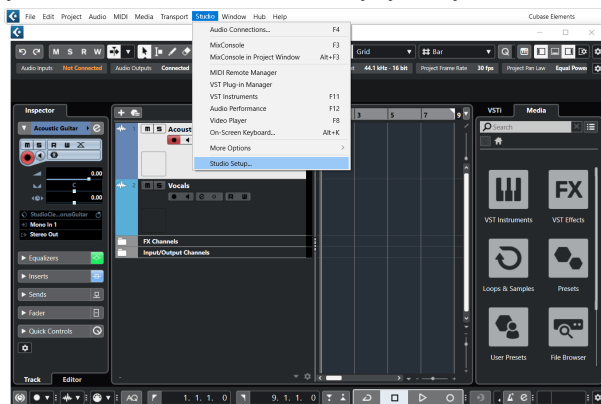 File Edit Project Audio MIDI Media Transport Studio Window Hub Help Cubase Elements
M S R W Grid Bar Q
Audio Inputs Not Connected Audio Outputs Connected 44.1 kHz - 16 bit Project Frame Rate 30 fps Project Pan Law Equal Power
Audio Connections... F4
MixConsole F3
MixConsole in Project Window Alt+F3
MIDI Remote Manager
VST Plug-in Manager
VST Instruments F11
Audio Performance F12
Video Player F8
On-Screen Keyboard... Alt+K
More Options
Studio Setup...
Inspector
Acoustic Guitar
M S R W
0.00
C
0.00
Mono In 1
Stereo Out
Equalizers
Inserts
Sends
Fader
Quick Controls
Track Editor
3 5 7 9
1 M S Acoust
2 M S Vocals
R W
FX Channels
Input/Output Channels
VSTi Media
Search
VST Instruments
FX
VST Effects
Loops & Samples
Presets
User Presets
File Browser
AQ 1. 1. 1. 0 9. 1. 1. 0